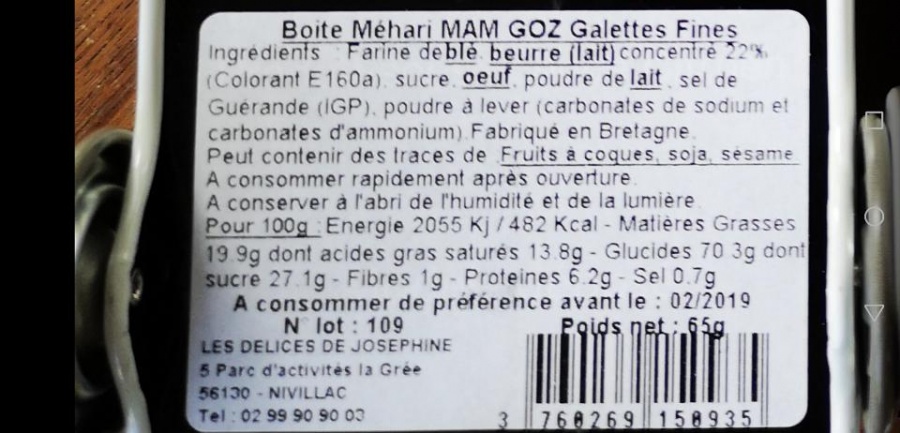 Boite Méhari MAM GOZ Galettes Fines
Ingrédients : Farine de blé, beurre (lait) concentré 22%
(Colorant E160a), sucre, oeuf, poudre de lait, sel de
Guérande (IGP), poudre à lever (carbonates de sodium et
carbonates d'ammonium). Fabriqué en Bretagne.
Peut contenir des traces de Fruits à coques, soja, sésame
A consommer rapidement après ouverture.
A conserver à l'abri de l'humidité et de la lumière
Pour 100g : Energie 2055 Kj / 482 Kcal - Matières Grasses
19.9g dont acides gras saturés 13.8g - Glucides 70.3g dont
sucre 27.1g - Fibres 1g - Proteines 6.2g - Sel 0.7g
A consommer de préférence avant le : 02/2019
N° lot : 109
Poids net : 65g
LES DELICES DE JOSEPHINE
5 Parc d'activités la Grée
56130 - NIVILLAC
Tel : 02 99 90 90 03
3 760269 150935